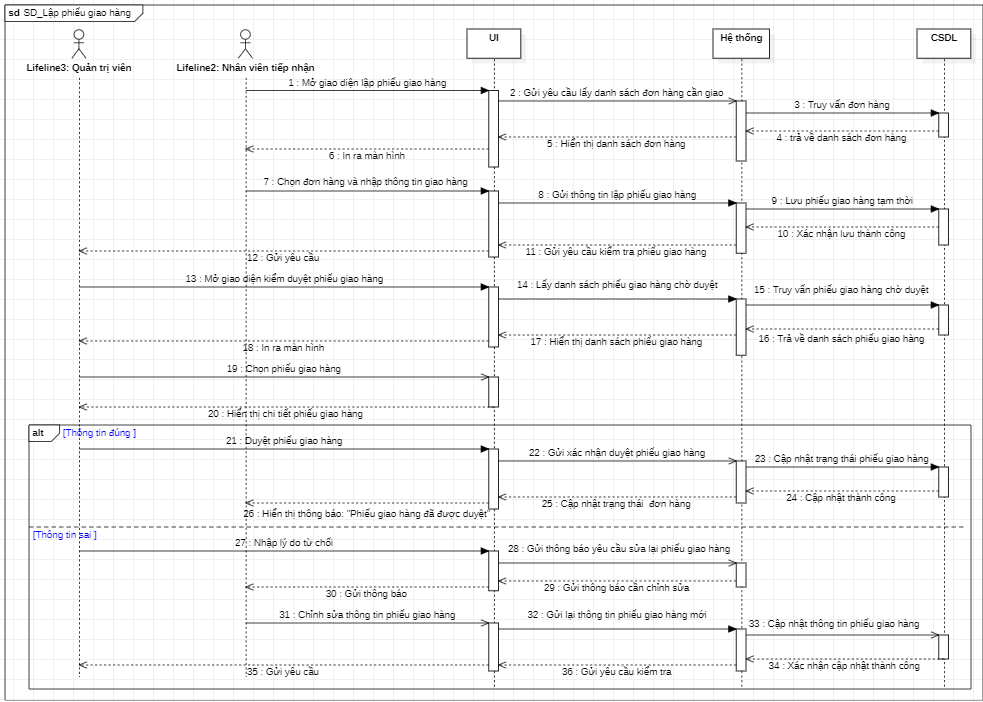 sd SD_Lập phiếu giao hàng
UI
Hệ thống
CSDL
Lifeline3: Quản trị viên
Lifeline2: Nhân viên tiếp nhận
1 : Mở giao diện lập phiếu giao hàng
2 : Gửi yêu cầu lấy danh sách đơn hàng cần giao
3 : Truy vấn đơn hàng
4 : trả về danh sách đơn hàng
5 : Hiển thị danh sách đơn hàng
6 : In ra màn hình
7 : Chọn đơn hàng và nhập thông tin giao hàng
8 : Gửi thông tin lập phiếu giao hàng
9 : Lưu phiếu giao hàng tạm thời
10 : Xác nhận lưu thành công
11 : Gửi yêu cầu kiểm tra phiếu giao hàng
12 : Gửi yêu cầu
13 : Mở giao diện kiểm duyệt phiếu giao hàng
14 : Lấy danh sách phiếu giao hàng chờ duyệt
15 : Truy vấn phiếu giao hàng chờ duyệt
16 : Trả về danh sách phiếu giao hàng
17 : Hiển thị danh sách phiếu giao hàng
18 : In ra màn hình
19 : Chọn phiếu giao hàng
20 : Hiển thị chi tiết phiếu giao hàng
alt
[Thông tin đúng ]
21 : Duyệt phiếu giao hàng
22 : Gửi xác nhận duyệt phiếu giao hàng
23 : Cập nhật trạng thái phiếu giao hàng
24 : Cập nhật thành công
25 : Cập nhật trạng thái  đơn hàng
26 : Hiển thị thông báo: "Phiếu giao hàng đã được duyệt"
[Thông tin sai ]
27 : Nhập lý do từ chối
28 : Gửi thông báo yêu cầu sửa lại phiếu giao hàng
29 : Gửi thông báo cần chỉnh sửa
30 : Gửi thông báo
31 : Chỉnh sửa thông tin phiếu giao hàng
32 : Gửi lại thông tin phiếu giao hàng mới
33 : Cập nhật thông tin phiếu giao hàng
34 : Xác nhận cập nhật thành công
35 : Gửi yêu cầu
36 : Gửi yêu cầu kiểm tra